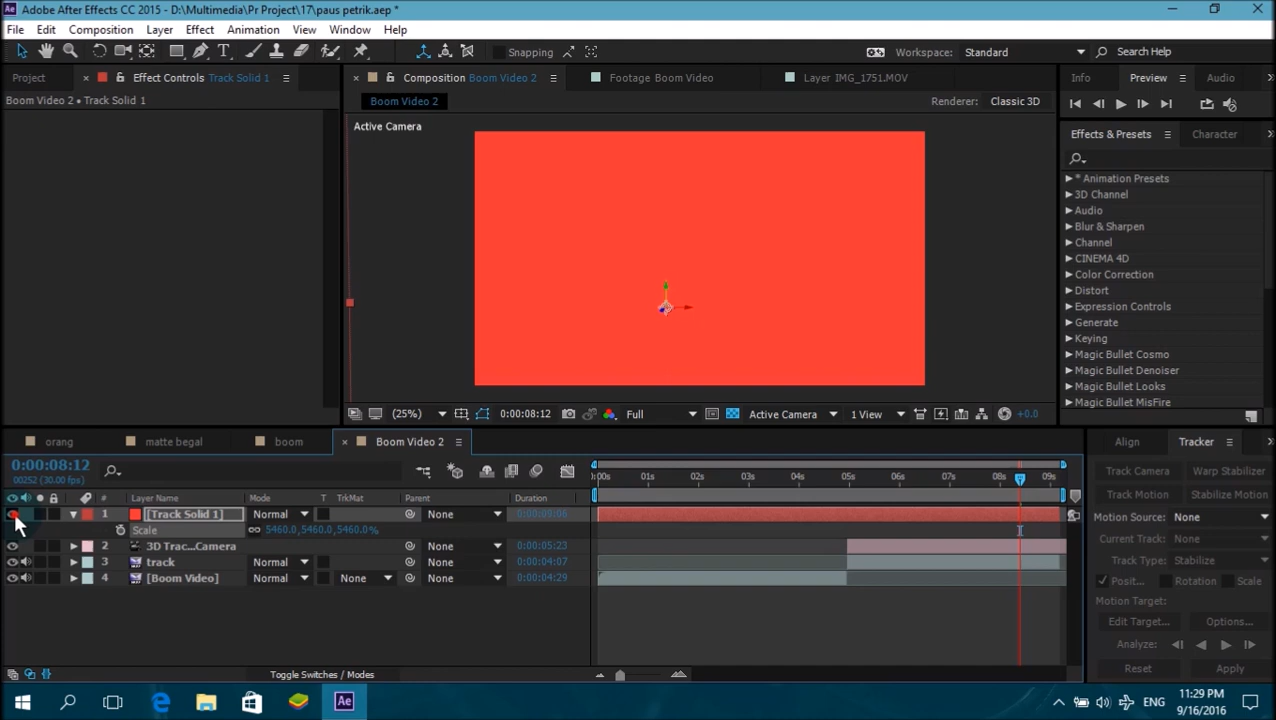 Adobe After Effects CC 2015 - D:\Multimedia\Pr Project\17\paus petrik.aep *
File Edit Composition Layer Effect Animation View Window Help
Snapping
Workspace: Standard
Search Help
Project
Effect Controls Track Solid 1
Composition Boom Video 2
Footage Boom Video
Layer IMG_1751.MOV
Info Preview Audio
Boom Video 2 • Track Solid 1
Boom Video 2
Renderer: Classic 3D
Active Camera
Effects & Presets Character
* Animation Presets
3D Channel
Audio
Blur & Sharpen
Channel
CINEMA 4D
Color Correction
Distort
Expression Controls
Generate
Keying
Magic Bullet Cosmo
Magic Bullet Denoiser
Magic Bullet Looks
Magic Bullet MisFire
(25%) 0:00:08:12 Full Active Camera 1 View +0.0
orang matte begal boom Boom Video 2
Align Tracker
0:00:08:12
00252 (30.00 fps)
00s 01s 02s 03s 04s 05s 06s 07s 08s 09s
Track Camera Warp Stabilizer
Track Motion Stabilize Motion
# Layer Name Mode T TrkMat Parent Duration
1 [Track Solid 1] Normal None
Scale 5460.0,5460.0,5460.0%
2 3D Trac...Camera None 0:00:05:23
3 track Normal None 0:00:04:07
4 [Boom Video] Normal None None 0:00:04:29
Motion Source: None
Current Track: None
Track Type: Stabilize
Posit... Rotation Scale
Motion Target:
Edit Target... Options...
Analyze:
Reset Apply
Toggle Switches / Modes
ENG
11:29 PM
9/16/2016
Ae